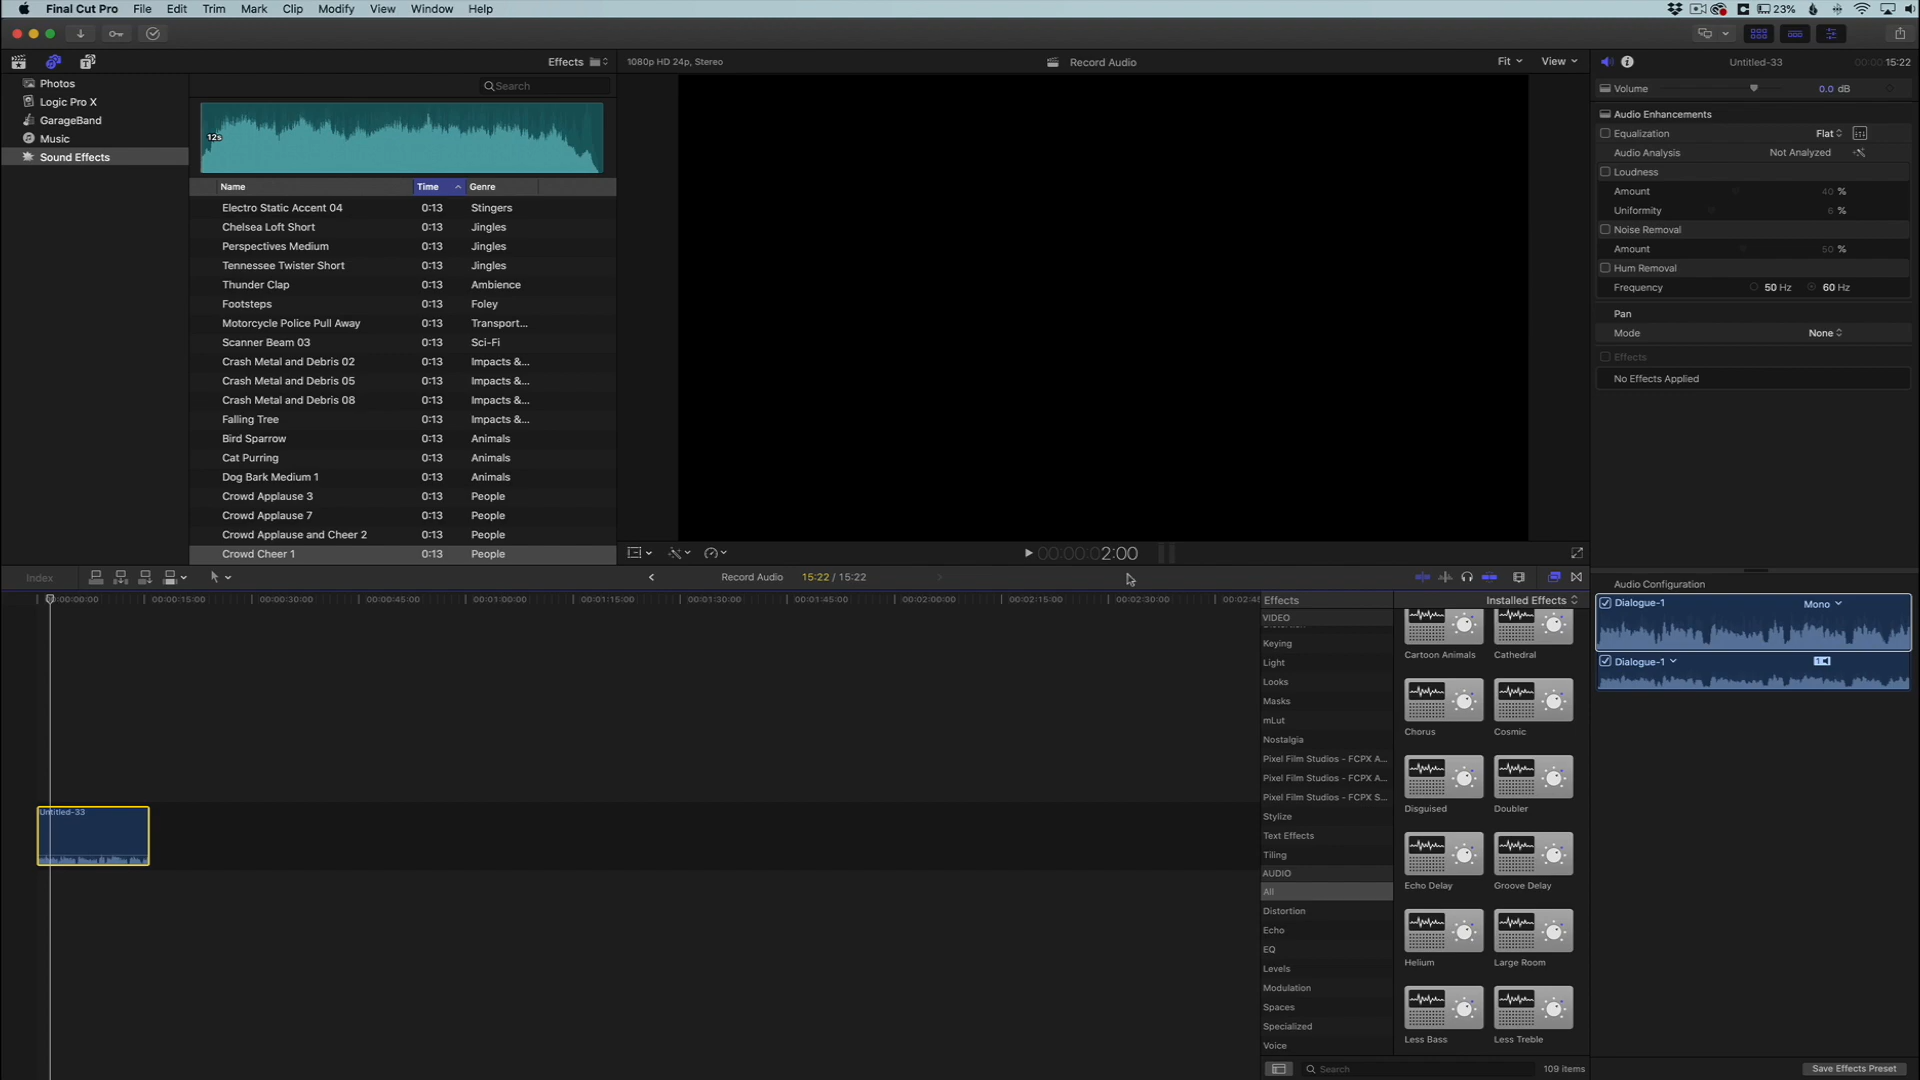 Final Cut Pro File Edit Trim Mark Clip Modify View Window Help 23%
Effects
1080p HD 24p, Stereo
Record Audio
Fit
View
Untitled-33
00:00:15:22
Photos
Logic Pro X
GarageBand
Music
Sound Effects
Search
12s
Name Time Genre
Electro Static Accent 04 0:13 Stingers
Chelsea Loft Short 0:13 Jingles
Perspectives Medium 0:13 Jingles
Tennessee Twister Short 0:13 Jingles
Thunder Clap 0:13 Ambience
Footsteps 0:13 Foley
Motorcycle Police Pull Away 0:13 Transport...
Scanner Beam 03 0:13 Sci-Fi
Crash Metal and Debris 02 0:13 Impacts &...
Crash Metal and Debris 05 0:13 Impacts &...
Crash Metal and Debris 08 0:13 Impacts &...
Falling Tree 0:13 Impacts &...
Bird Sparrow 0:13 Animals
Cat Purring 0:13 Animals
Dog Bark Medium 1 0:13 Animals
Crowd Applause 3 0:13 People
Crowd Applause 7 0:13 People
Crowd Applause and Cheer 2 0:13 People
Crowd Cheer 1 0:13 People
Volume 0.0 dB
Audio Enhancements
Equalization Flat
Audio Analysis Not Analyzed
Loudness
Amount 40 %
Uniformity 6 %
Noise Removal
Amount 50 %
Hum Removal
Frequency 50 Hz 60 Hz
Pan
Mode None
Effects
No Effects Applied
00:00:02:00
Index
Record Audio 15:22 / 15:22
00:00:00:00 00:00:15:00 00:00:30:00 00:00:45:00 00:01:00:00 00:01:15:00 00:01:30:00 00:01:45:00 00:02:00:00 00:02:15:00 00:02:30:00 00:02:45
Untitled-33
Effects
Installed Effects
VIDEO
Distortion
Keying
Light
Looks
Masks
mLut
Nostalgia
Pixel Film Studios - FCPX A...
Pixel Film Studios - FCPX A...
Pixel Film Studios - FCPX S...
Stylize
Text Effects
Tiling
AUDIO
All
Distortion
Echo
EQ
Levels
Modulation
Spaces
Specialized
Voice
Cartoon Animals Cathedral
Chorus Cosmic
Disguised Doubler
Echo Delay Groove Delay
Helium Large Room
Less Bass Less Treble
Search
109 items
Audio Configuration
Dialogue-1 Mono
Dialogue-1 1
Save Effects Preset